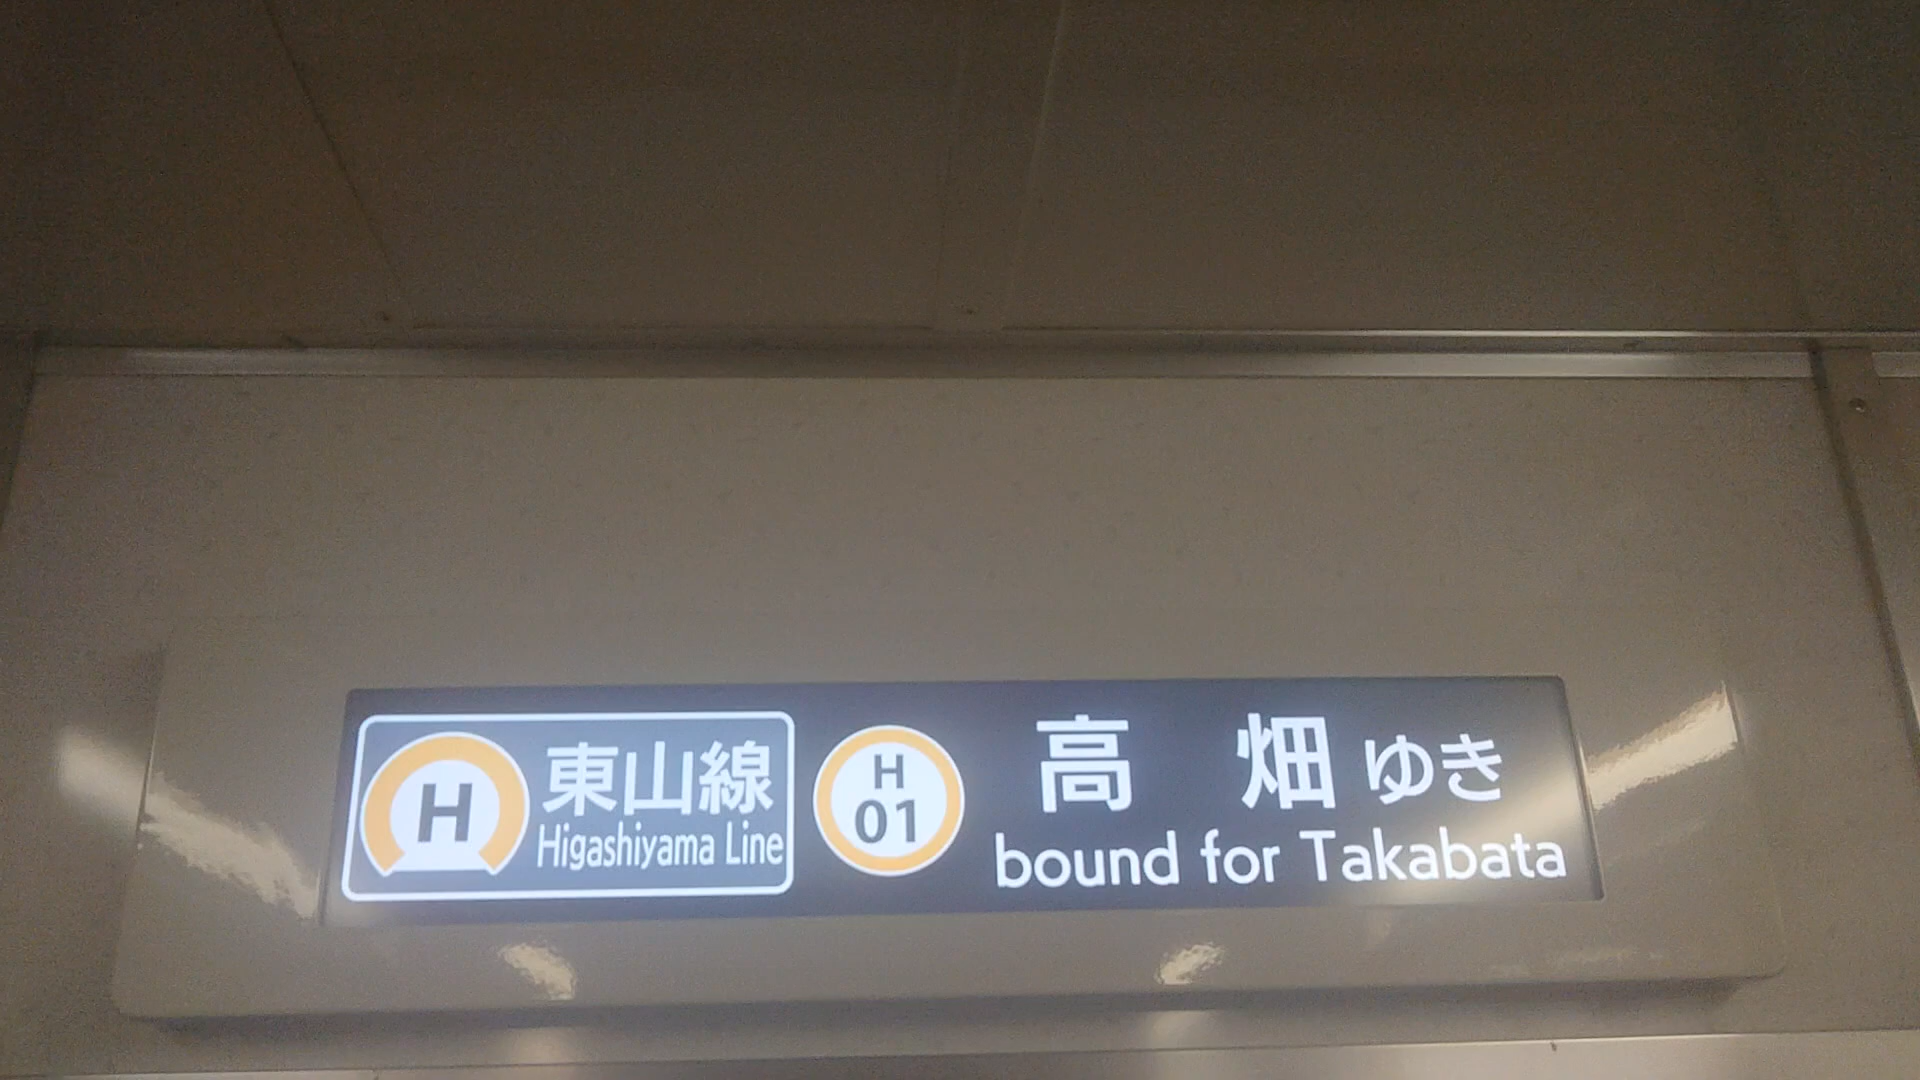 H 東山線
Higashiyama Line
H
01
高 畑ゆき
bound for Takabata